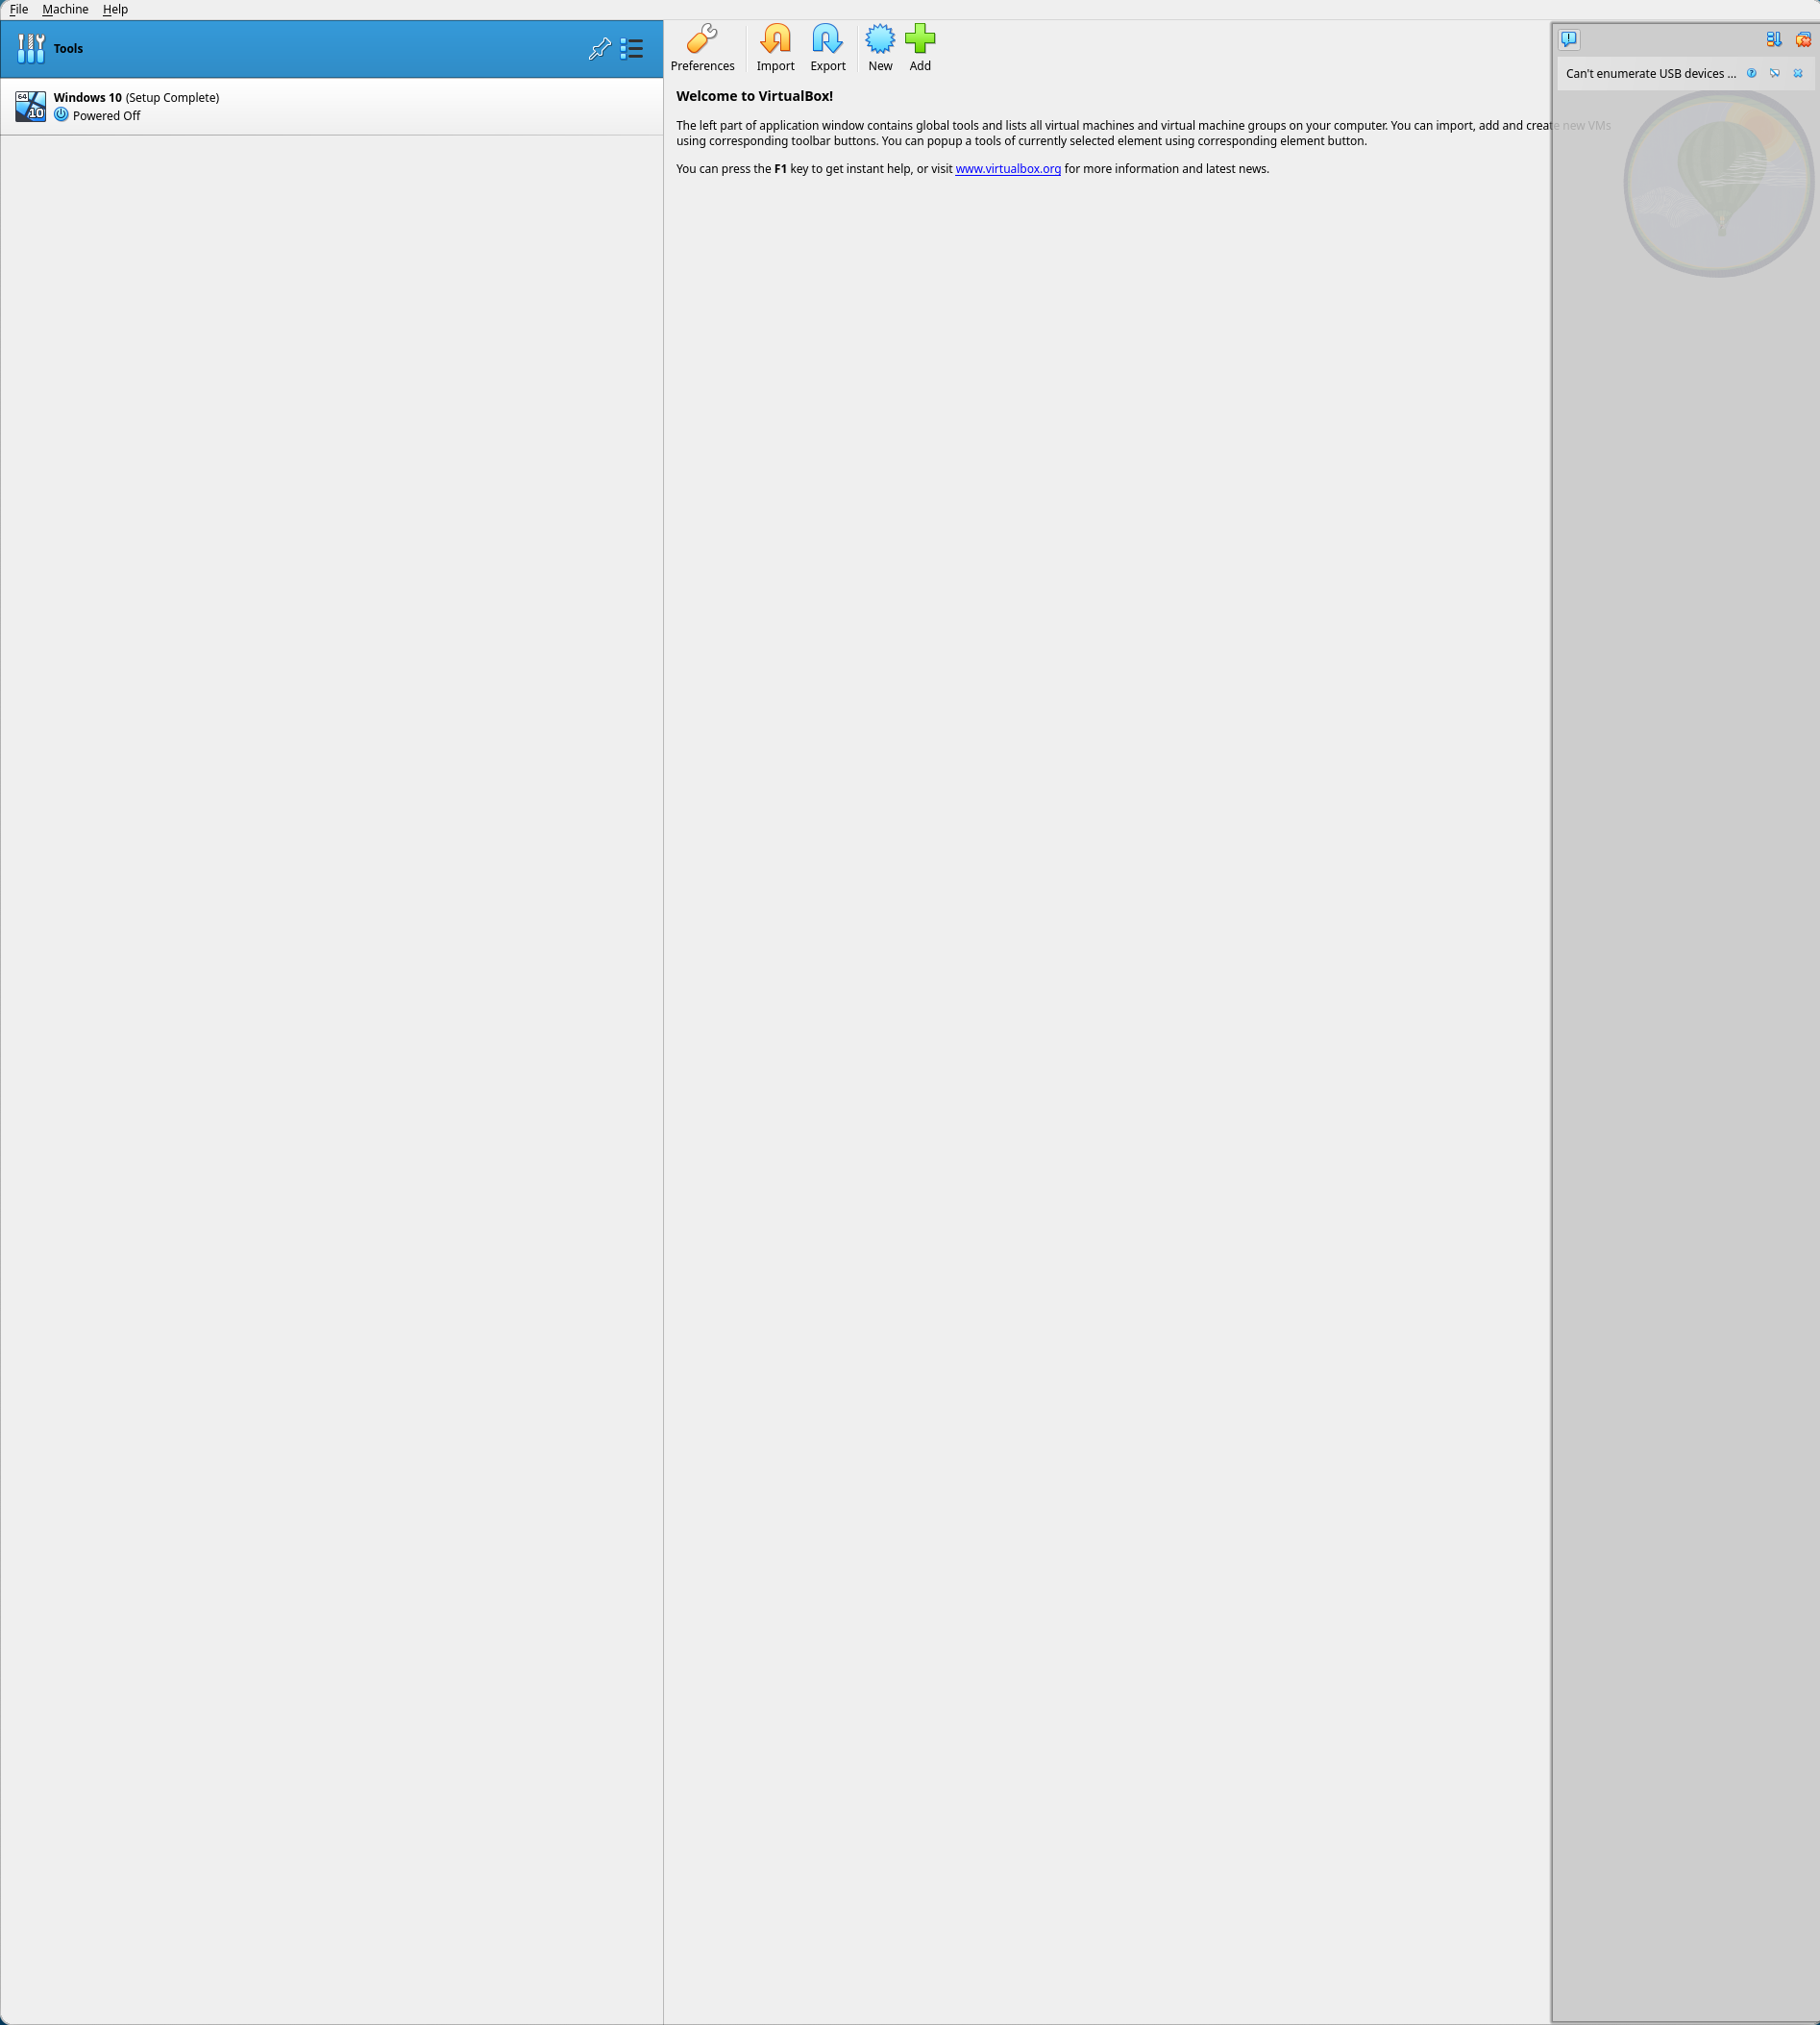 File Machine Help
Tools
Preferences Import Export New Add
64
10
Windows 10 (Setup Complete)
Powered Off
Welcome to VirtualBox!
The left part of application window contains global tools and lists all virtual machines and virtual machine groups on your computer. You can import, add and create new VMs
using corresponding toolbar buttons. You can popup a tools of currently selected element using corresponding element button.
You can press the F1 key to get instant help, or visit www.virtualbox.org for more information and latest news.
Can't enumerate USB devices ...